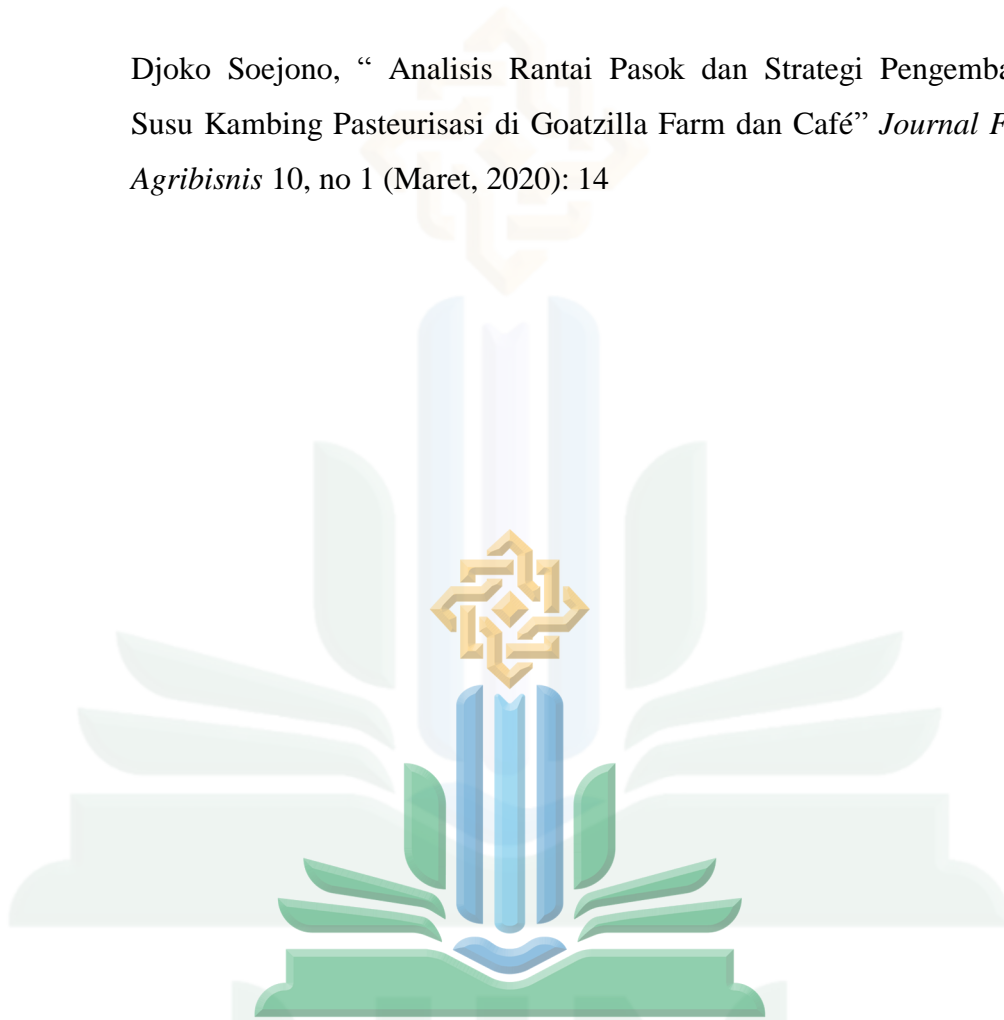 Djoko Soejono, “ Analisis Rantai Pasok dan Strategi
Susu Kambing Pasteurisasi di Goatzilla Farm dan Café” Journal
Agribisnis 10, no 1 (Maret, 2020): 14